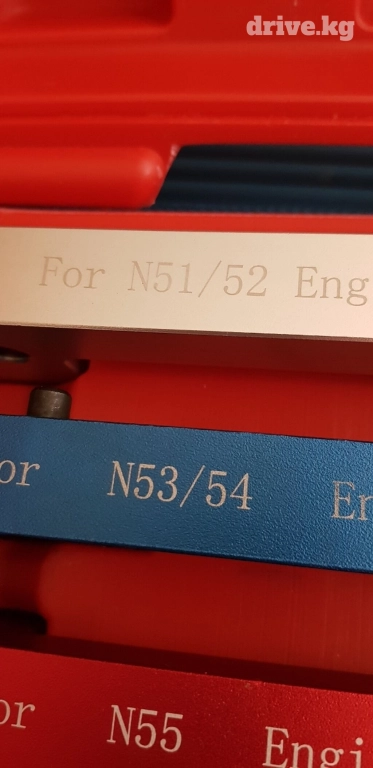 drive.kg
For N51/52 Eng
or N53/54 En
or N55 Engi